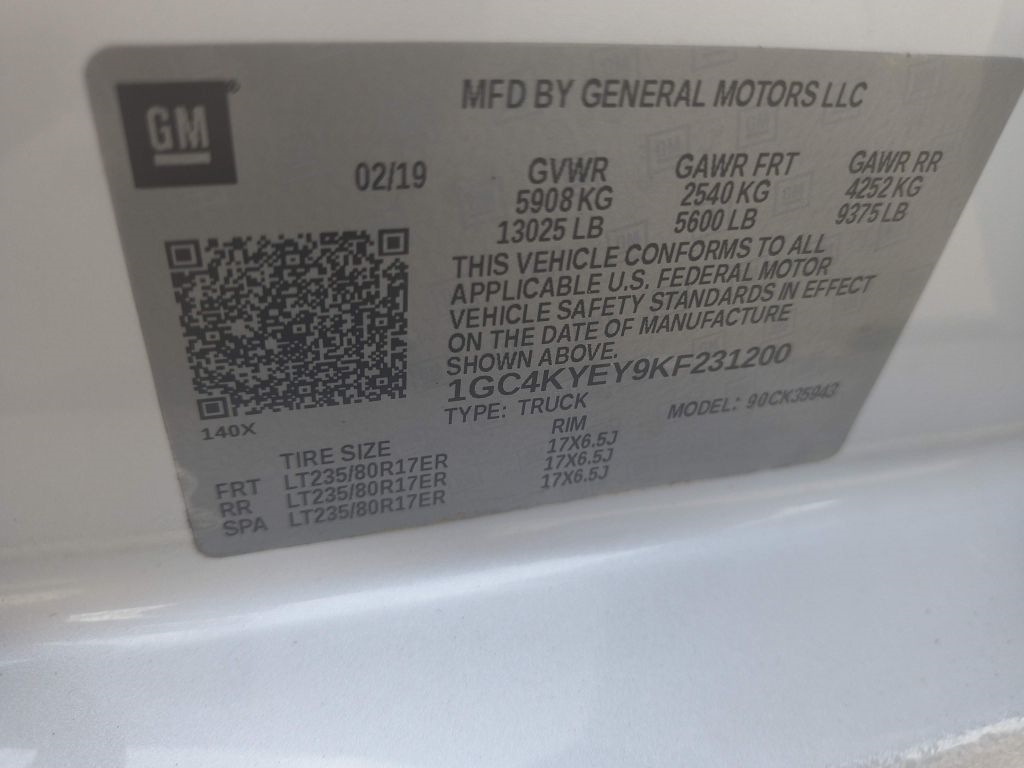 GM
MFD BY GENERAL MOTORS LLC
02/19
GVWR GAWR FRT GAWR RR
5908 KG 2540 KG 4252 KG
13025 LB 5600 LB 9375 LB
THIS VEHICLE CONFORMS TO ALL
APPLICABLE U.S. FEDERAL MOTOR
VEHICLE SAFETY STANDARDS IN EFFECT
ON THE DATE OF MANUFACTURE
SHOWN ABOVE.
1GC4KYEY9KF231200
TYPE: TRUCK MODEL: 90CK35943
140X
TIRE SIZE RIM
FRT LT235/80R17ER 17X6.5J
RR LT235/80R17ER 17X6.5J
SPA LT235/80R17ER 17X6.5J